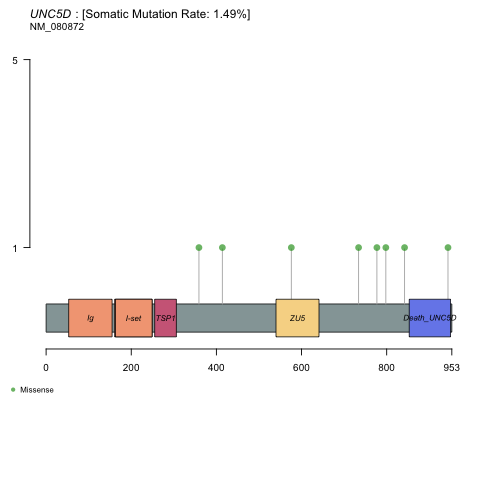 UNC5D : [Somatic Mutation Rate: 1.49%]
NM_080872
5
1
Ig I-set TSP1 ZU5 Death_UNC5D
0 200 400 600 800 953
Missense